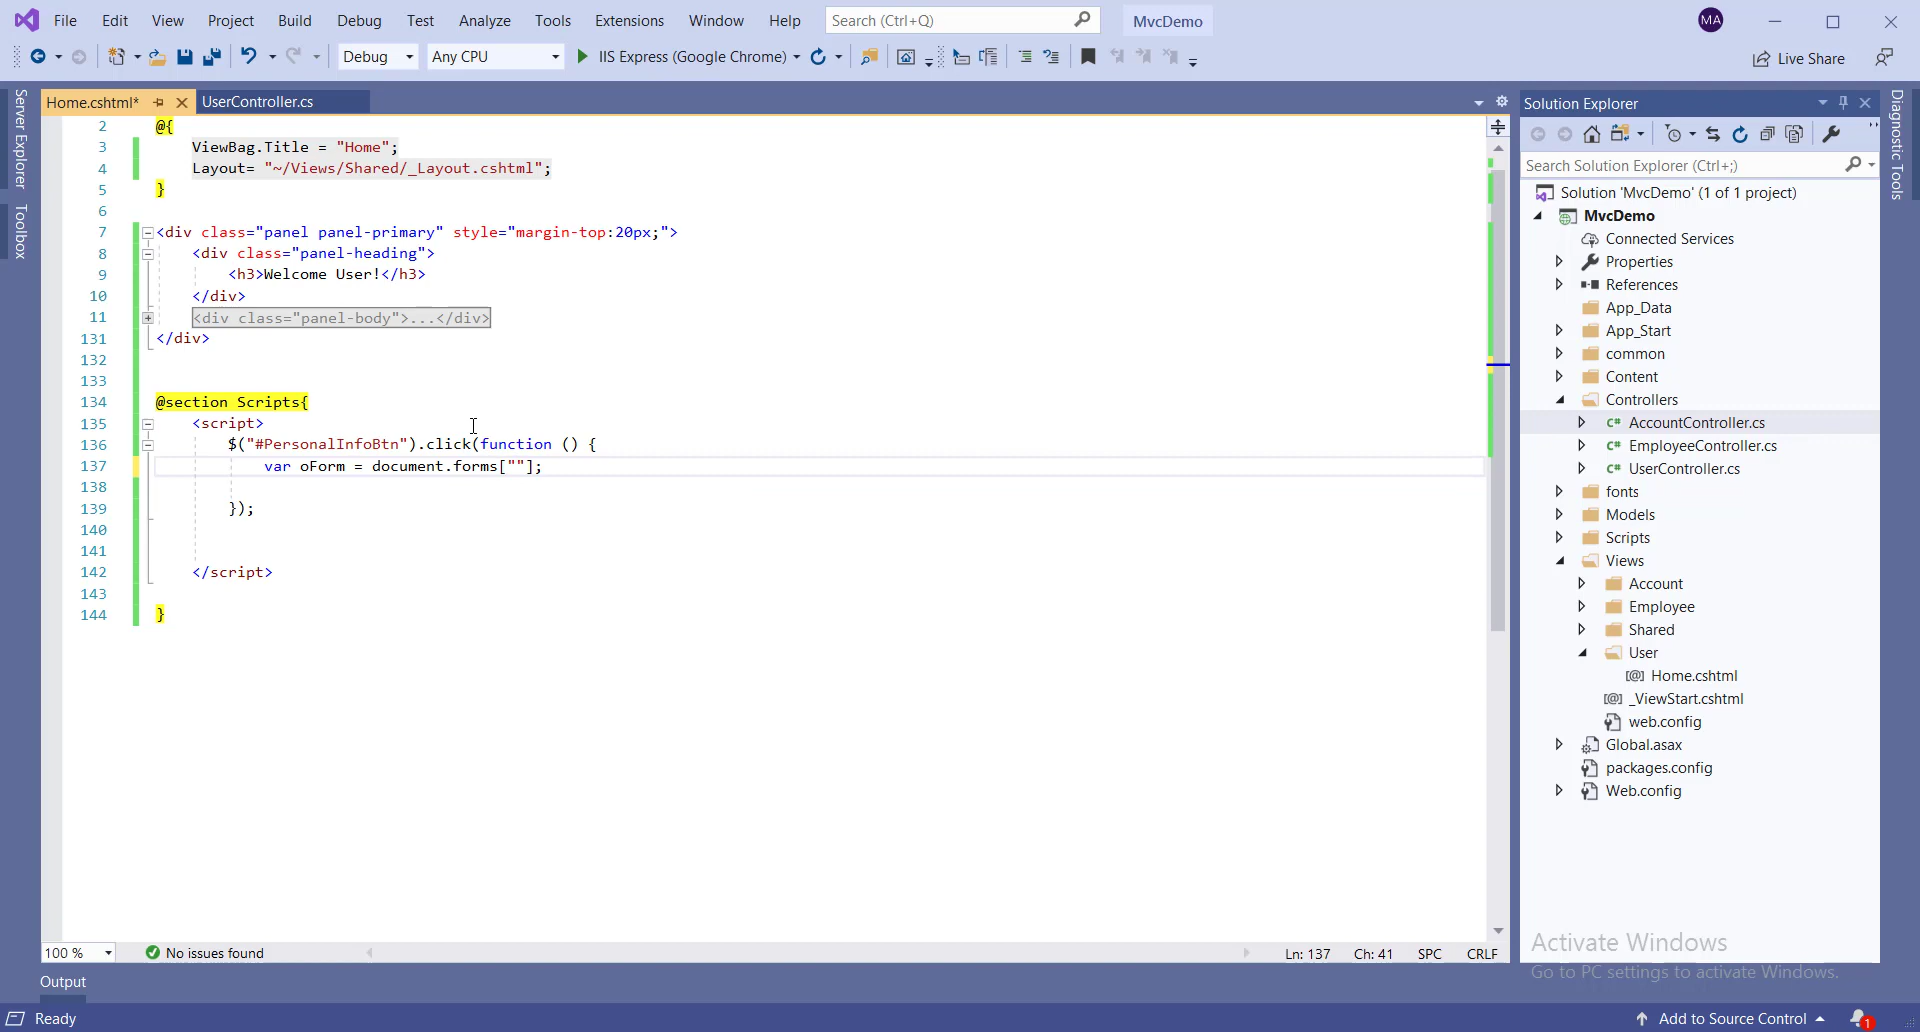 File Edit View Project Build Debug Test Analyze Tools Extensions Window Help Search (Ctrl+Q) MvcDemo MA
Debug Any CPU IIS Express (Google Chrome) Live Share
Server Explorer
Toolbox
Home.cshtml* UserController.cs
2 @{
3 ViewBag.Title = "Home";
4 Layout= "~/Views/Shared/_Layout.cshtml";
5 }
6
7 <div class="panel panel-primary" style="margin-top:20px;">
8 <div class="panel-heading">
9 <h3>Welcome User!</h3>
10 </div>
11 <div class="panel-body">...</div>
131 </div>
132
133
134 @section Scripts{
135 <script>
136 $("#PersonalInfoBtn").click(function () {
137 var oForm = document.forms[""];
138
139 });
140
141
142 </script>
143
144 }
100 % No issues found Ln: 137 Ch: 41 SPC CRLF
Output
Ready
Solution Explorer
Search Solution Explorer (Ctrl+;)
Solution 'MvcDemo' (1 of 1 project)
MvcDemo
Connected Services
Properties
References
App_Data
App_Start
common
Content
Controllers
C# AccountController.cs
C# EmployeeController.cs
C# UserController.cs
fonts
Models
Scripts
Views
Account
Employee
Shared
User
[@] Home.cshtml
[@] _ViewStart.cshtml
web.config
Global.asax
packages.config
Web.config
Activate Windows
Go to PC settings to activate Windows.
Diagnostic Tools
Add to Source Control 1